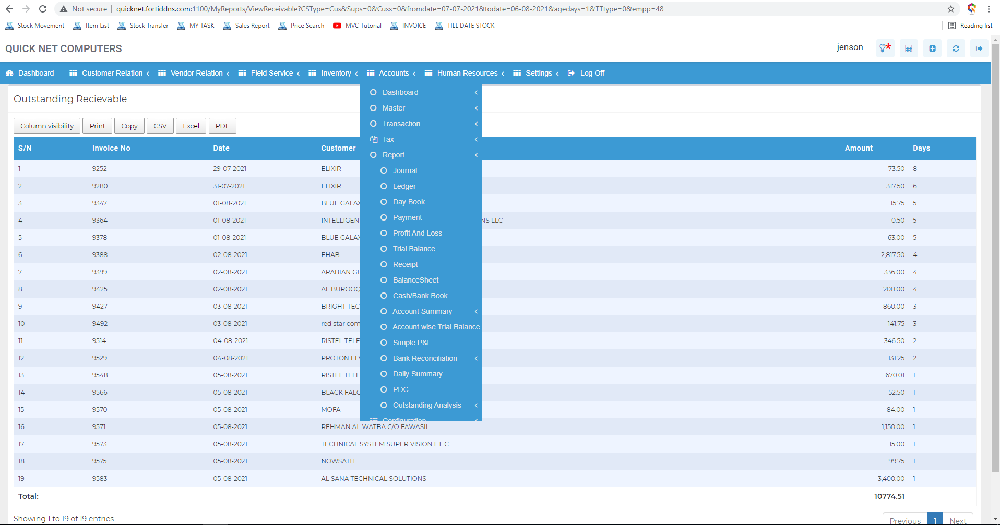 Not secure | quicknet.fortiddns.com:1100/MyReports/ViewReceivable?CSType=Cus&Sups=0&Cuss=0&fromdate=07-07-2021&todate=06-08-2021&agedays=1&TTtype=0&empp=48
Stock Movement Item List Stock Transfer MY TASK Sales Report Price Search MVC Tutorial INVOICE TILL DATE STOCK Reading list
QUICK NET COMPUTERS jenson
Dashboard Customer Relation Vendor Relation Field Service Inventory Accounts Human Resources Settings Log Off
Outstanding Recievable
Column visibility Print Copy CSV Excel PDF
Dashboard
Master
Transaction
Tax
Report
Journal
Ledger
Day Book
Payment
Profit And Loss
Trial Balance
Receipt
BalanceSheet
Cash/Bank Book
Account Summary
Account wise Trial Balance
Simple P&L
Bank Reconciliation
Daily Summary
PDC
Outstanding Analysis
Configuration
S/N Invoice No Date Customer Amount Days
1 9252 29-07-2021 ELIXIR 73.50 8
2 9280 31-07-2021 ELIXIR 317.50 6
3 9347 01-08-2021 BLUE GALAX 15.75 5
4 9364 01-08-2021 INTELLIGEN NS LLC 0.50 5
5 9378 01-08-2021 BLUE GALAX 63.00 5
6 9388 02-08-2021 EHAB 2,817.50 4
7 9399 02-08-2021 ARABIAN GU 336.00 4
8 9425 02-08-2021 AL BUROOQ 200.00 4
9 9427 03-08-2021 BRIGHT TEC 860.00 3
10 9492 03-08-2021 red star com 141.75 3
11 9514 04-08-2021 RISTEL TELE 346.50 2
12 9529 04-08-2021 PROTON EL 131.25 2
13 9548 05-08-2021 RISTEL TELE 670.01 1
14 9566 05-08-2021 BLACK FALC 52.50 1
15 9570 05-08-2021 MOFA 84.00 1
16 9571 05-08-2021 REHMAN AL WATBA C/O FAWASIL 1,150.00 1
17 9573 05-08-2021 TECHNICAL SYSTEM SUPER VISION L.L.C 15.00 1
18 9575 05-08-2021 NOWSATH 99.75 1
19 9583 05-08-2021 AL SANA TECHNICAL SOLUTIONS 3,400.00 1
Total: 10774.51
Showing 1 to 19 of 19 entries Previous 1 Next